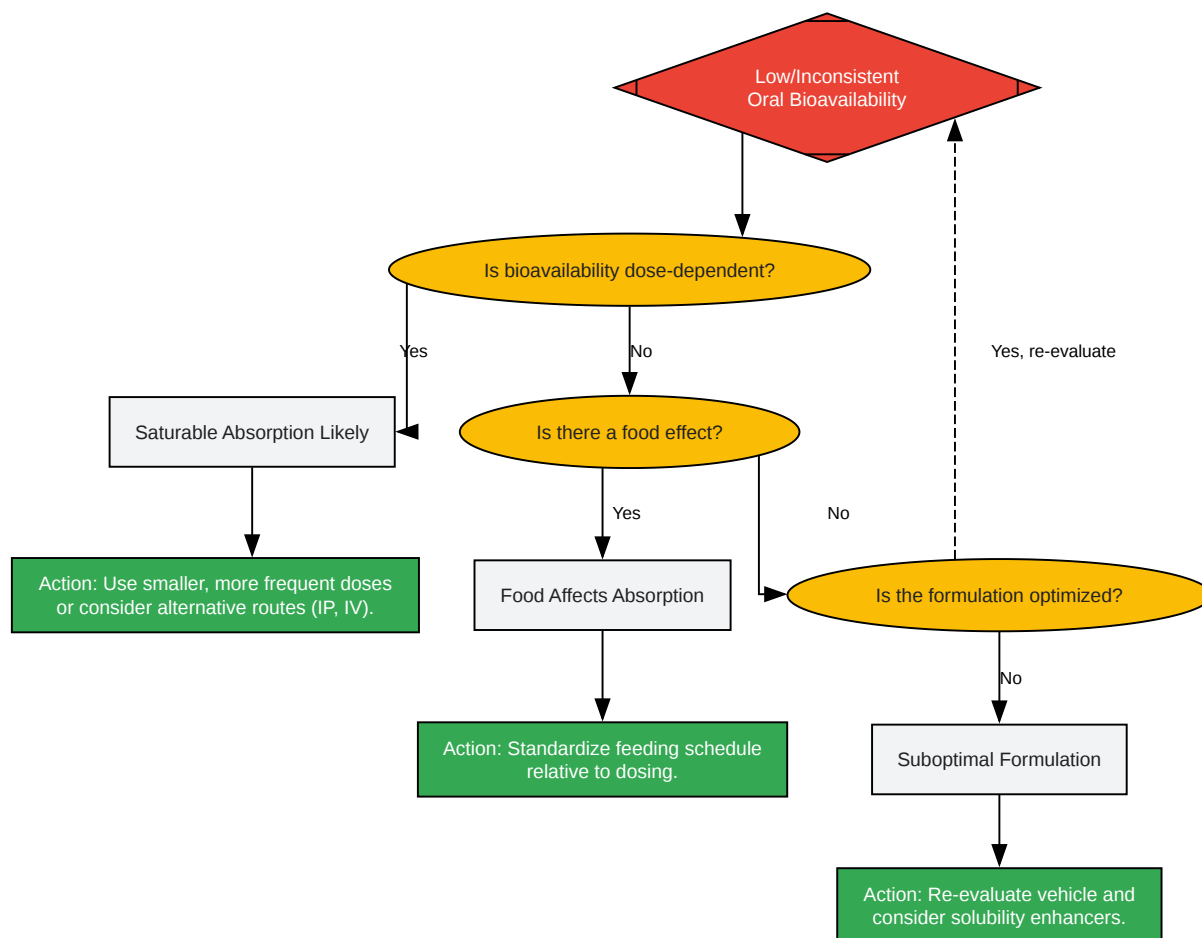 Low/Inconsistent
Oral Bioavailability
Is bioavailability dose-dependent?
Yes
No
Yes, re-evaluate
Saturable Absorption Likely
Is there a food effect?
Yes
No
Action: Use smaller, more frequent doses
or consider alternative routes (IP, IV).
Food Affects Absorption
Is the formulation optimized?
No
Action: Standardize feeding schedule
relative to dosing.
Suboptimal Formulation
Action: Re-evaluate vehicle and
consider solubility enhancers.